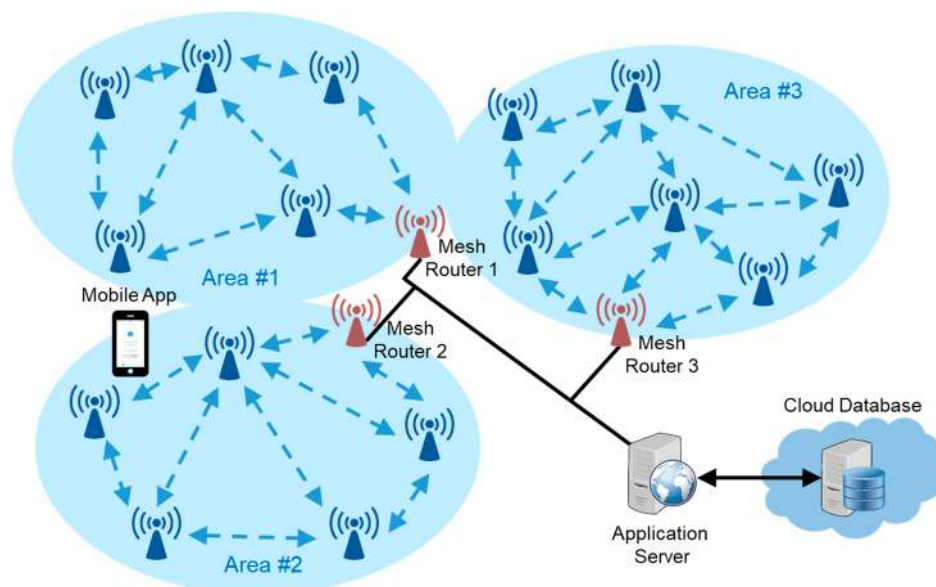 Area #3
Mesh
Router 1
Area #1
Mobile App
Mesh
Router 2
Mesh
Router 3
Cloud Database
Application
Server
Area #2